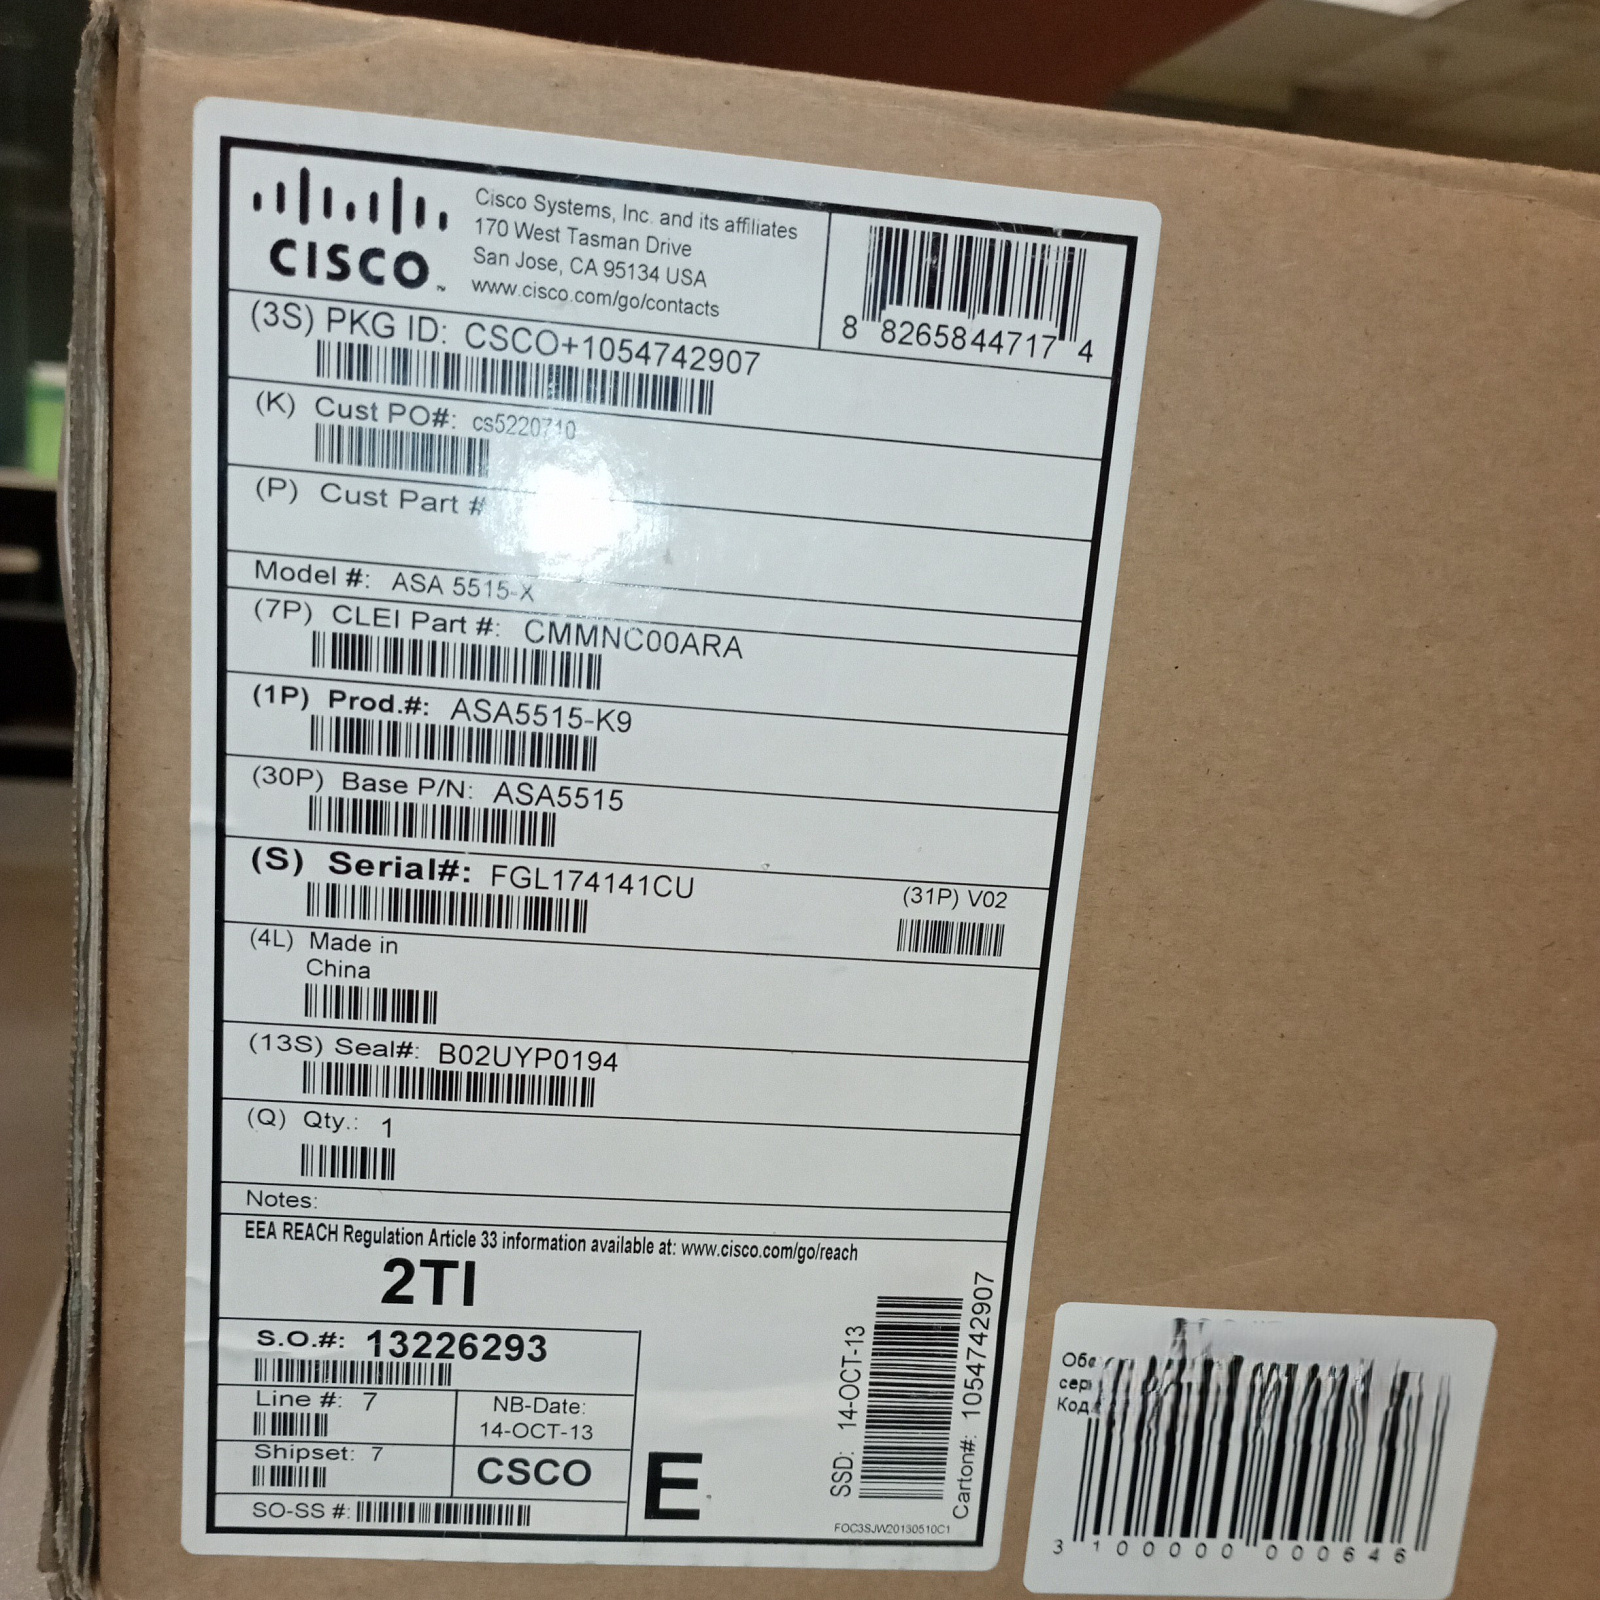 CISCO
Cisco Systems, Inc. and its affiliates
170 West Tasman Drive
San Jose, CA 95134 USA
www.cisco.com/go/contacts
8 82658 44717 4
(3S) PKG ID: CSCO+1054742907
(K) Cust PO#: cs5220710
(P) Cust Part #
Model #: ASA 5515-X
(7P) CLEI Part #: CMMNC00ARA
(1P) Prod.#: ASA5515-K9
(30P) Base P/N: ASA5515
(S) Serial#: FGL174141CU
(31P) V02
(4L) Made in
China
(13S) Seal#: B02UYP0194
(Q) Qty.: 1
Notes:
EEA REACH Regulation Article 33 information available at: www.cisco.com/go/reach
2TI
S.O.#: 13226293
Line #: 7
NB-Date:
14-OCT-13
Shipset: 7
CSCO
SO-SS #:
E
SSD: 14-OCT-13
Carton#: 1054742907
FOC3SJW20130510C1
Код
3 100000 000646